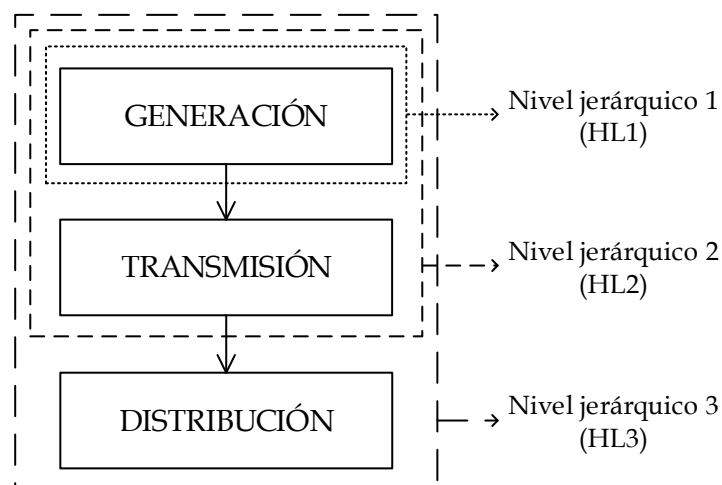 GENERACIÓN
Nivel jerárquico 1
(HL1)
TRANSMISIÓN
Nivel jerárquico 2
(HL2)
DISTRIBUCIÓN
Nivel jerárquico 3
(HL3)